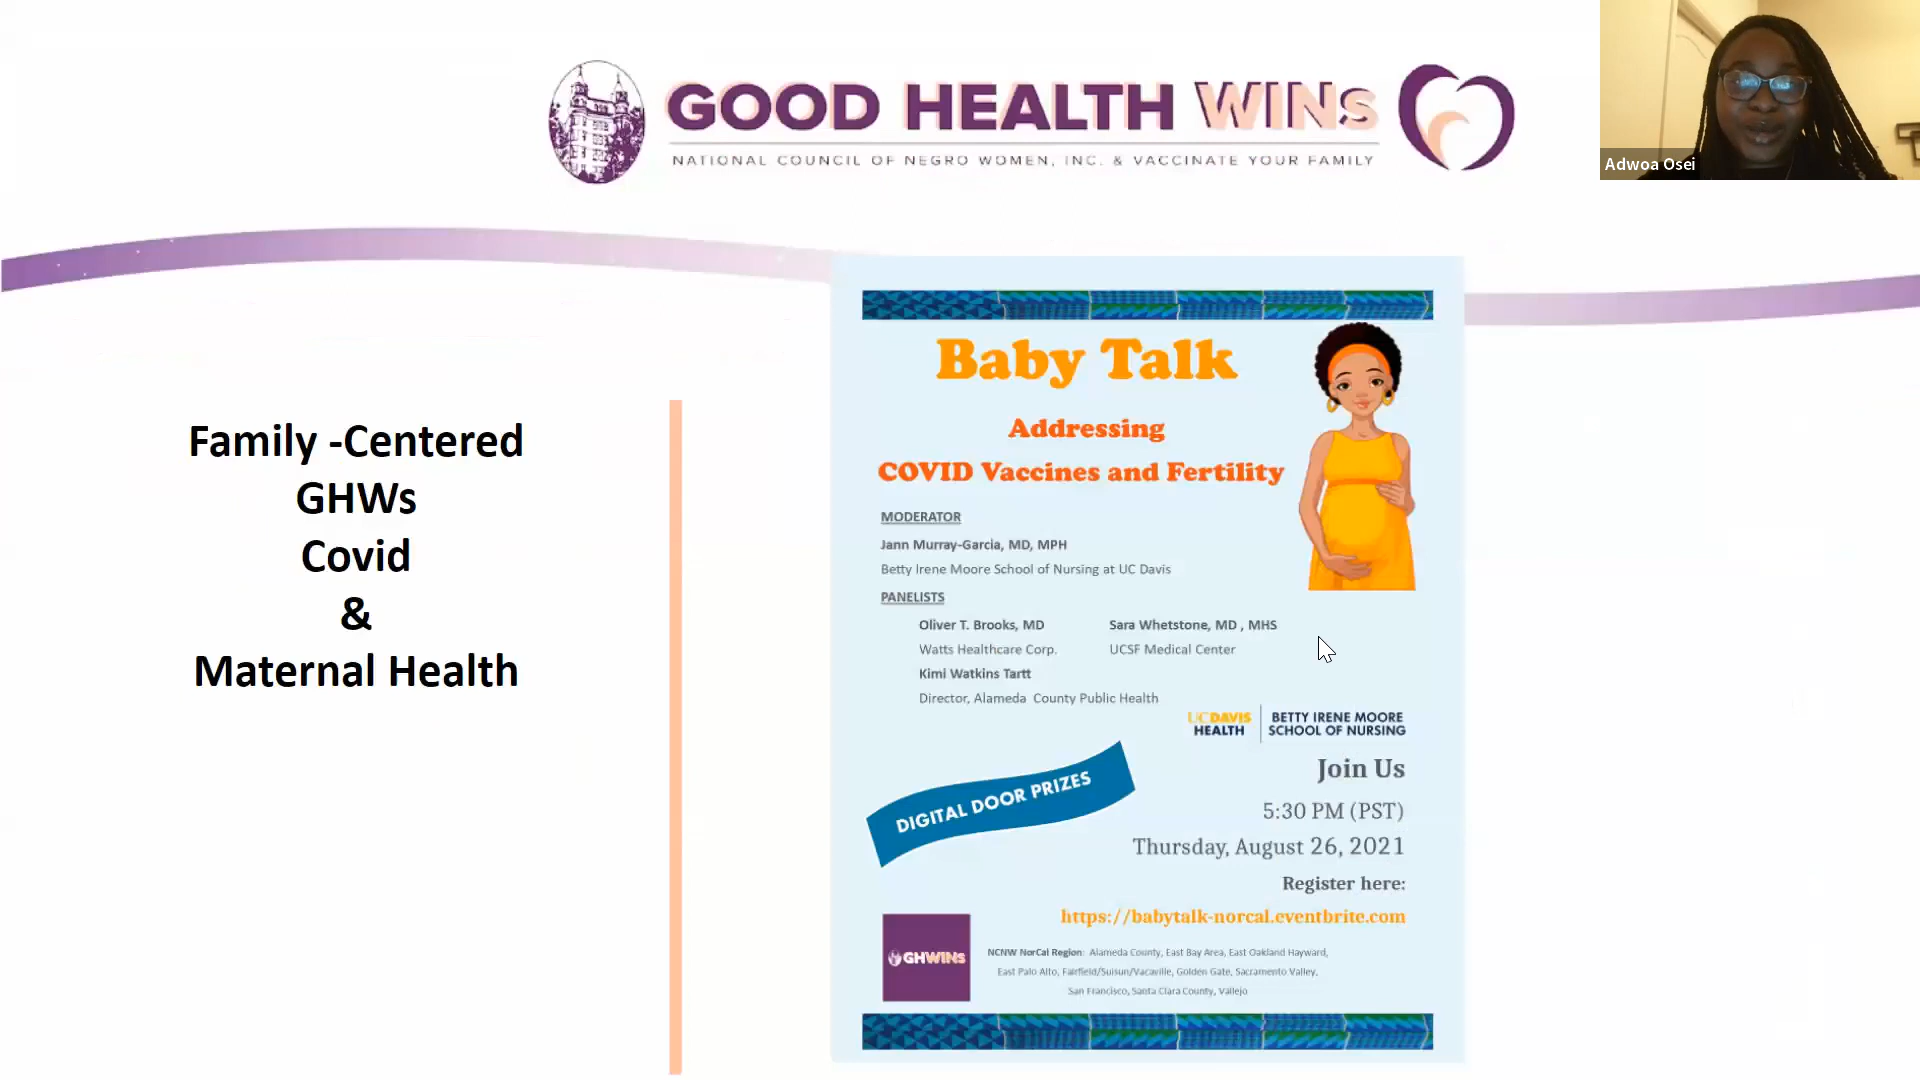 GOOD HEALTH WINs
NATIONAL COUNCIL OF NEGRO WOMEN, INC. & VACCINATE YOUR FAMILY
Adwoa Osei
Family -Centered
GHWs
Covid
&
Maternal Health
Baby Talk
Addressing
COVID Vaccines and Fertility
MODERATOR
Jann Murray-Garcia, MD, MPH
Betty Irene Moore School of Nursing at UC Davis
PANELISTS
Oliver T. Brooks, MD
Watts Healthcare Corp.
Sara Whetstone, MD , MHS
UCSF Medical Center
Kimi Watkins Tartt
Director, Alameda County Public Health
UCDAVIS
HEALTH
BETTY IRENE MOORE
SCHOOL OF NURSING
DIGITAL DOOR PRIZES
Join Us
5:30 PM (PST)
Thursday, August 26, 2021
Register here:
https://babytalk-norcal.eventbrite.com
GHWINs
NCNW NorCal Region: Alameda County, East Bay Area, East Oakland Hayward,
East Palo Alto, Fairfield/Suisun/Vacaville, Golden Gate, Sacramento Valley,
San Francisco, Santa Clara County, Vallejo